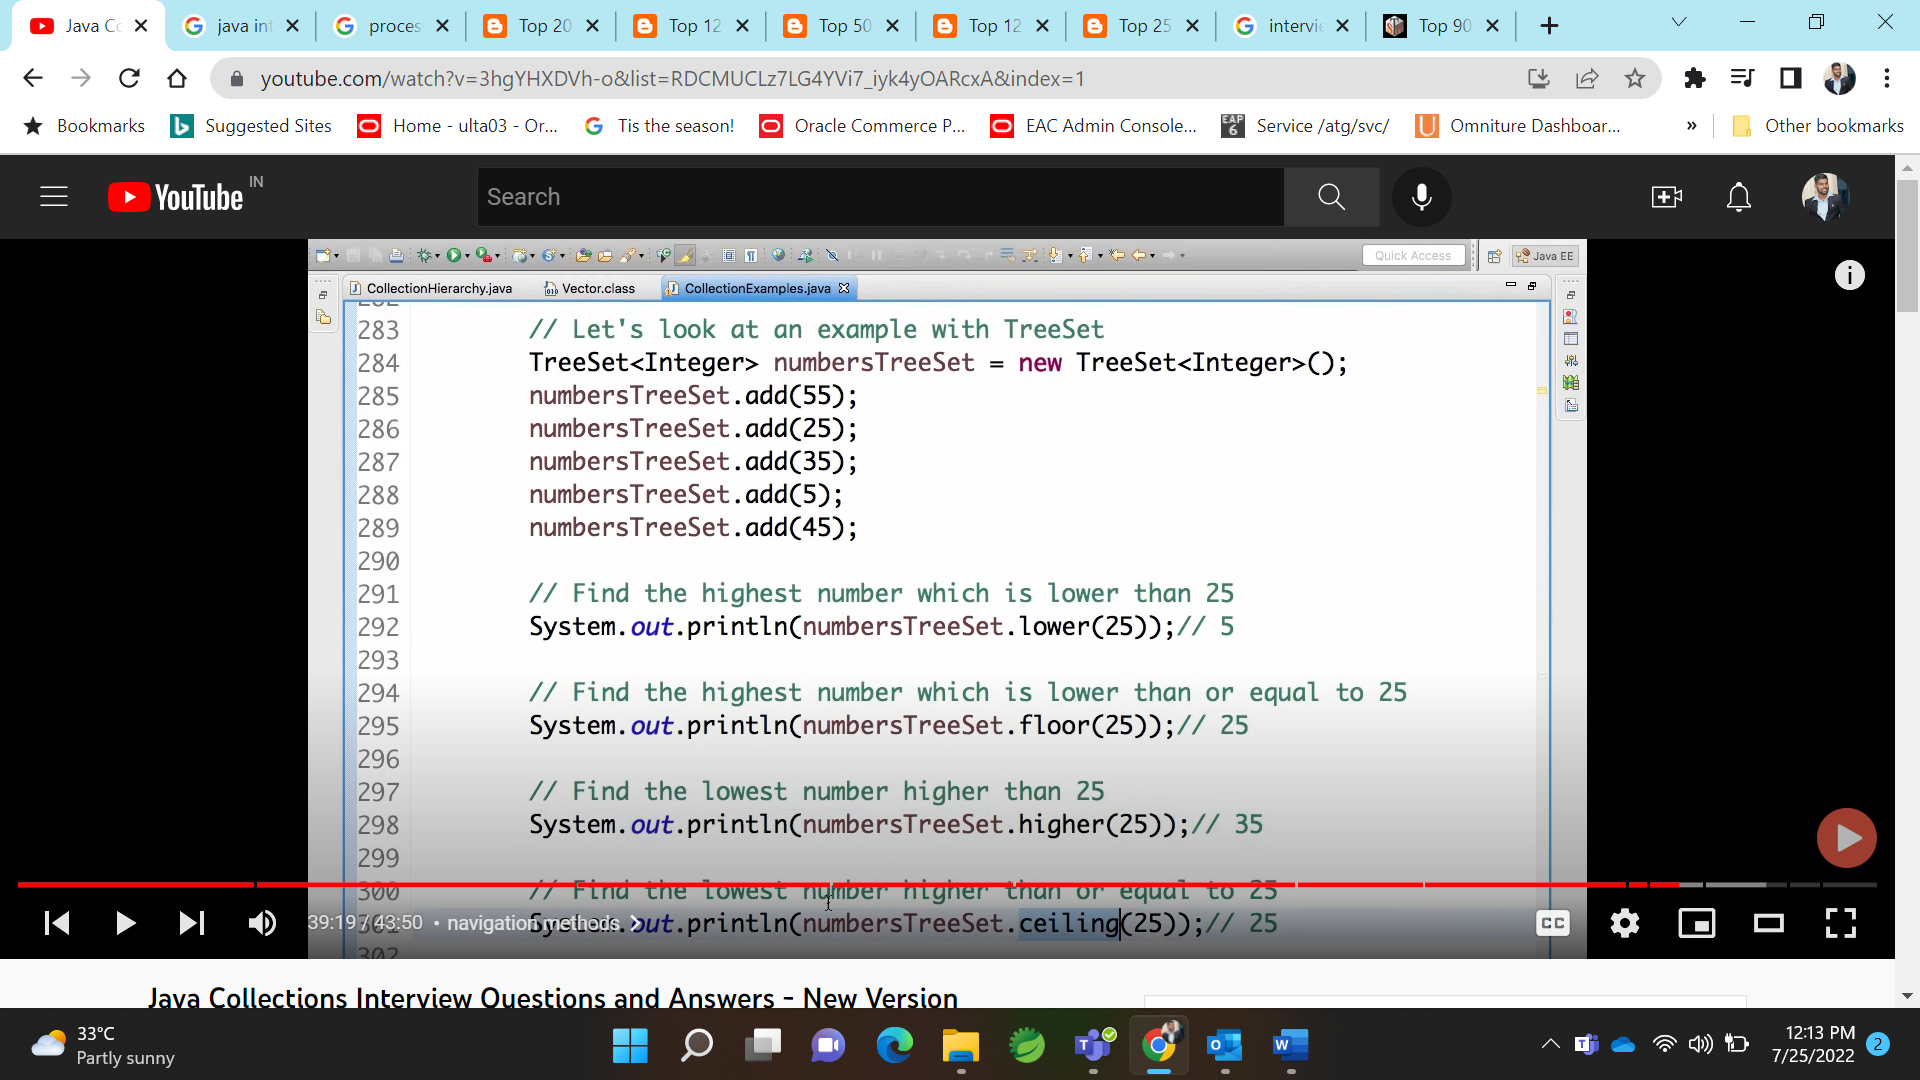 Java Co
java int
proces
Top 20
Top 12
Top 50
Top 12
Top 25
intervie
Top 90
youtube.com/watch?v=3hgYHXDVh-o&list=RDCMUCLz7LG4YVi7_iyk4yOARcxA&index=1
Bookmarks
Suggested Sites
Home - ulta03 - Or...
Tis the season!
Oracle Commerce P...
EAC Admin Console...
EAP 6
Service /atg/svc/
Omniture Dashboar...
»
Other bookmarks
YouTube IN
Search
Quick Access
Java EE
CollectionHierarchy.java
Vector.class
CollectionExamples.java
282
283 // Let's look at an example with TreeSet
284 TreeSet<Integer> numbersTreeSet = new TreeSet<Integer>();
285 numbersTreeSet.add(55);
286 numbersTreeSet.add(25);
287 numbersTreeSet.add(35);
288 numbersTreeSet.add(5);
289 numbersTreeSet.add(45);
290
291 // Find the highest number which is lower than 25
292 System.out.println(numbersTreeSet.lower(25));// 5
293
294 // Find the highest number which is lower than or equal to 25
295 System.out.println(numbersTreeSet.floor(25));// 25
296
297 // Find the lowest number higher than 25
298 System.out.println(numbersTreeSet.higher(25));// 35
299
300 // Find the lowest number higher than or equal to 25
301 System.out.println(numbersTreeSet.ceiling(25));// 25
302
39:19 / 43:50 • navigation methods
CC
Java Collections Interview Questions and Answers - New Version
33°C
Partly sunny
12:13 PM
7/25/2022
2